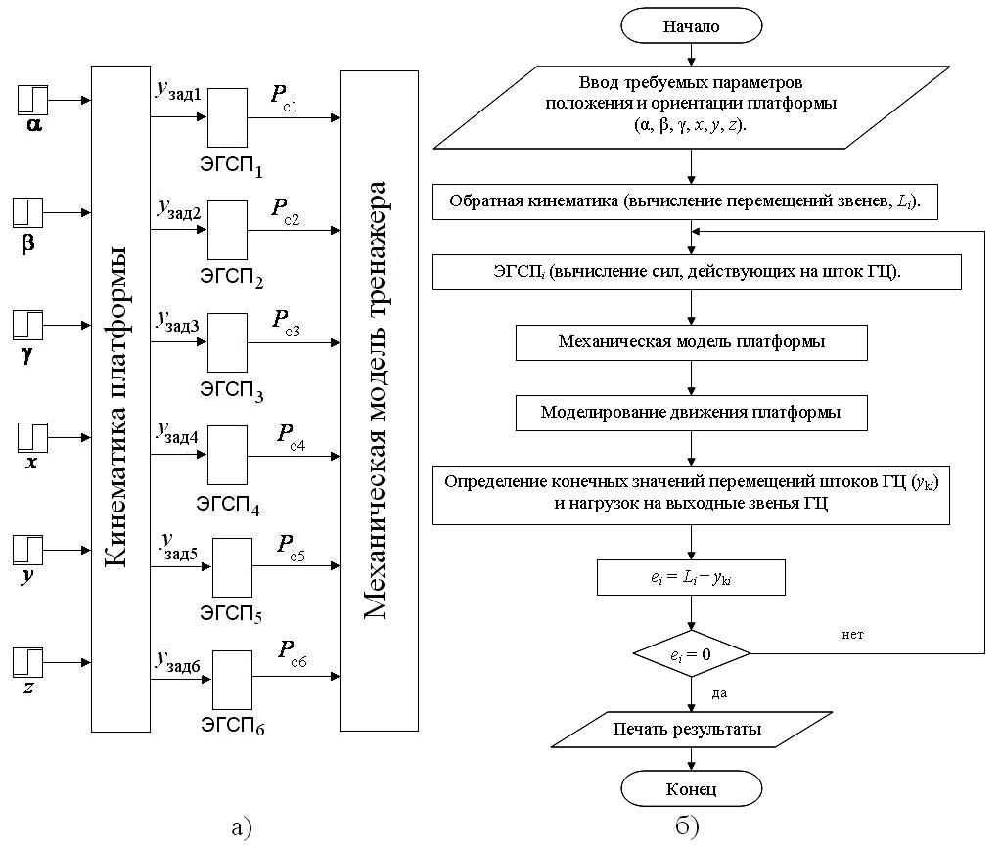 α
β
γ
x
y
z
Кинематика платформы
yзад1
yзад2
yзад3
yзад4
yзад5
yзад6
ЭГСП1
ЭГСП2
ЭГСП3
ЭГСП4
ЭГСП5
ЭГСП6
Pс1
Pс2
Pс3
Pс4
Pс5
Pс6
Механическая модель тренажера
а)
Начало
Ввод требуемых параметров
положения и ориентации платформы
(α, β, γ, x, y, z).
Обратная кинематика (вычисление перемещений звенев, Li).
ЭГСПi (вычисление сил, действующих на шток ГЦ).
Механическая модель платформы
Моделирование движения платформы
Определение конечных значений перемещений штоков ГЦ (yki)
и нагрузок на выходные звенья ГЦ
ei = Li − yki
ei = 0
нет
да
Печать результаты
Конец
б)